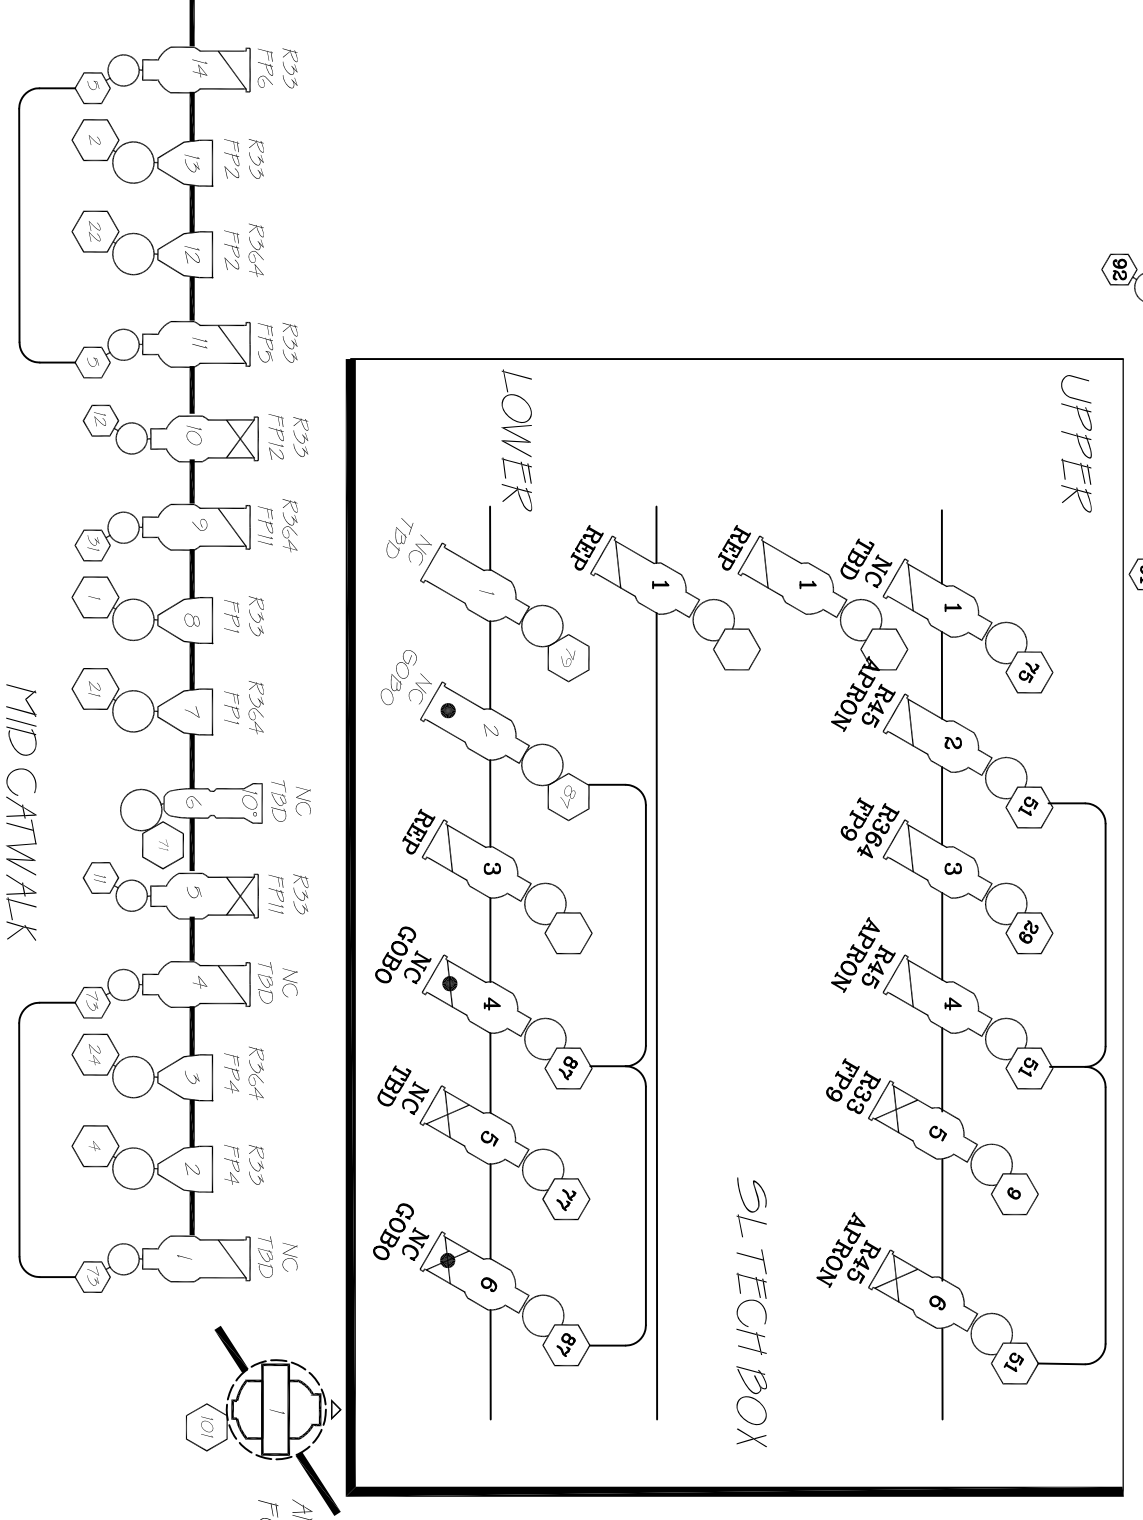 R33
FP6
14
5
R33
FP2
13
2
R364
FP2
12
22
R33
FP5
11
5
R33
FP12
10
12
R364
FP11
9
31
R33
FP1
8
1
R364
FP1
7
21
NC
TBD
10°
6
71
R33
FP11
5
11
NC
TBD
4
73
R364
FP4
3
24
R33
FP4
2
4
NC
TBD
1
73
MID CATWALK
1
101
92
UPPER
NC
TBD
1
75
R45
APRON
2
51
R364
FP9
3
29
R45
APRON
4
51
R33
FP9
5
9
R45
APRON
6
51
REP
1
REP
1
SL TECH BOX
LOWER
NC
TBD
1
79
NC
GOBO
2
87
REP
3
NC
GOBO
4
87
NC
TBD
5
77
NC
GOBO
6
87